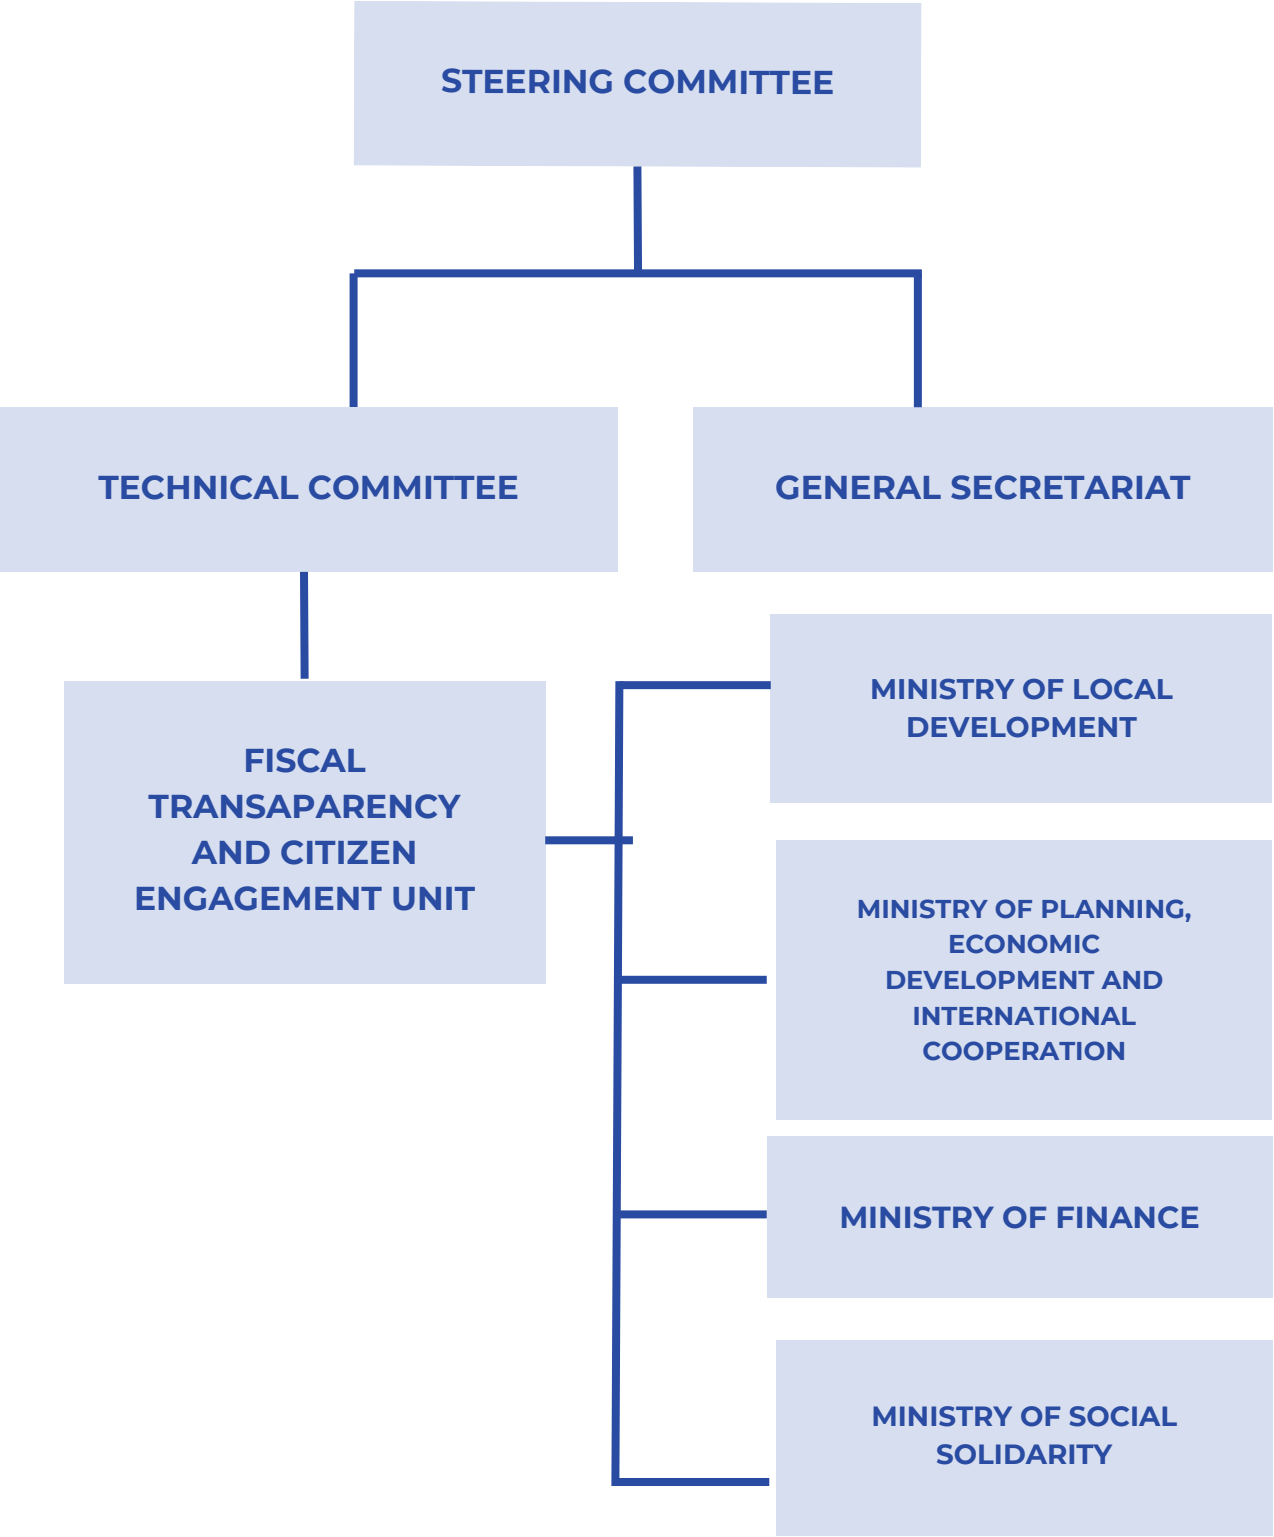 STEERING COMMITTEE
TECHNICAL COMMITTEE
GENERAL SECRETARIAT
FISCAL
TRANSAPARENCY
AND CITIZEN
ENGAGEMENT UNIT
MINISTRY OF LOCAL
DEVELOPMENT
MINISTRY OF PLANNING,
ECONOMIC
DEVELOPMENT AND
INTERNATIONAL
COOPERATION
MINISTRY OF FINANCE
MINISTRY OF SOCIAL
SOLIDARITY